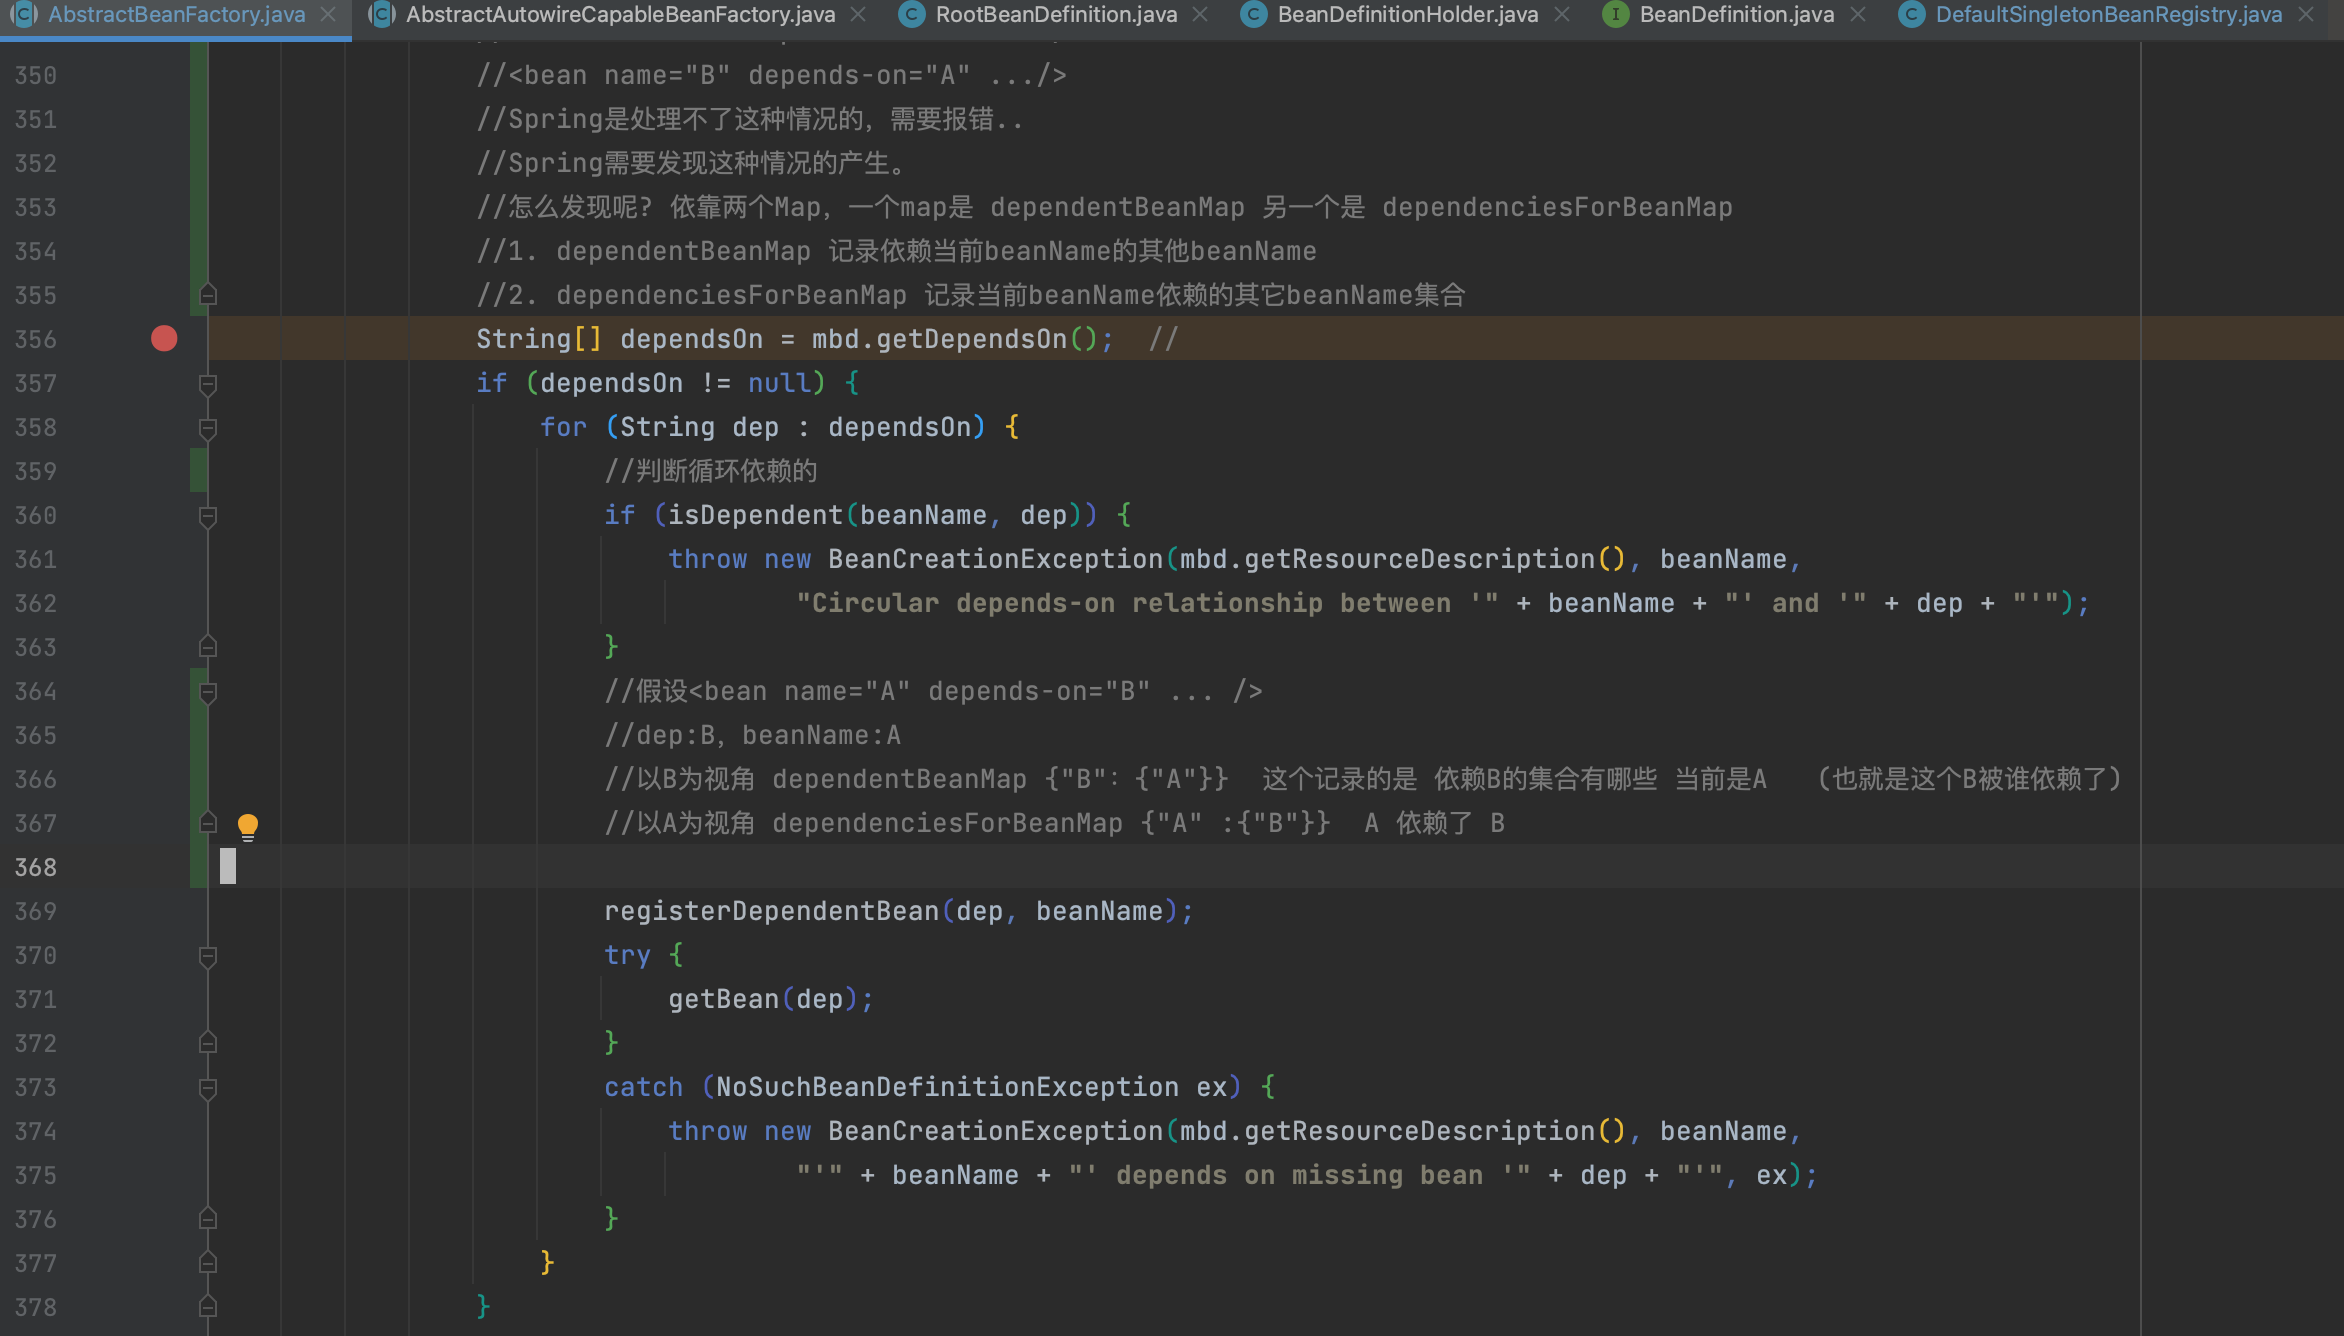 AbstractBeanFactory.java AbstractAutowireCapableBeanFactory.java RootBeanDefinition.java BeanDefinitionHolder.java BeanDefinition.java DefaultSingletonBeanRegistry.java
350 //<bean name="B" depends-on="A" .../>
351 //Spring是处理不了这种情况的，需要报错..
352 //Spring需要发现这种情况的产生。
353 //怎么发现呢？依靠两个Map，一个map是 dependentBeanMap 另一个是 dependenciesForBeanMap
354 //1. dependentBeanMap 记录依赖当前beanName的其他beanName
355 //2. dependenciesForBeanMap 记录当前beanName依赖的其它beanName集合
356 String[] dependsOn = mbd.getDependsOn();  //
357 if (dependsOn != null) {
358 for (String dep : dependsOn) {
359 //判断循环依赖的
360 if (isDependent(beanName, dep)) {
361 throw new BeanCreationException(mbd.getResourceDescription(), beanName,
362 "Circular depends-on relationship between '" + beanName + "' and '" + dep + "'");
363 }
364 //假设<bean name="A" depends-on="B" ... />
365 //dep:B，beanName:A
366 //以B为视角 dependentBeanMap {"B"：{"A"}}  这个记录的是 依赖B的集合有哪些 当前是A   （也就是这个B被谁依赖了）
367 //以A为视角 dependenciesForBeanMap {"A" :{"B"}}  A 依赖了 B
368
369 registerDependentBean(dep, beanName);
370 try {
371 getBean(dep);
372 }
373 catch (NoSuchBeanDefinitionException ex) {
374 throw new BeanCreationException(mbd.getResourceDescription(), beanName,
375 "'" + beanName + "' depends on missing bean '" + dep + "'", ex);
376 }
377 }
378 }